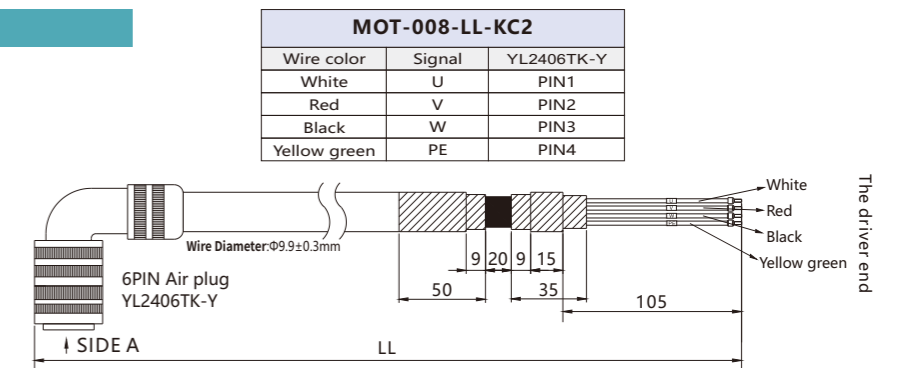 MOT-008-LL-KC2
Wire color Signal YL2406TK-Y
White U PIN1
Red V PIN2
Black W PIN3
Yellow green PE PIN4
White
Red
Black
Yellow green
The driver end
Wire Diameter:Φ9.9±0.3mm
9 20 9 15
6PIN Air plug
YL2406TK-Y
50 35
105
SIDE A
LL